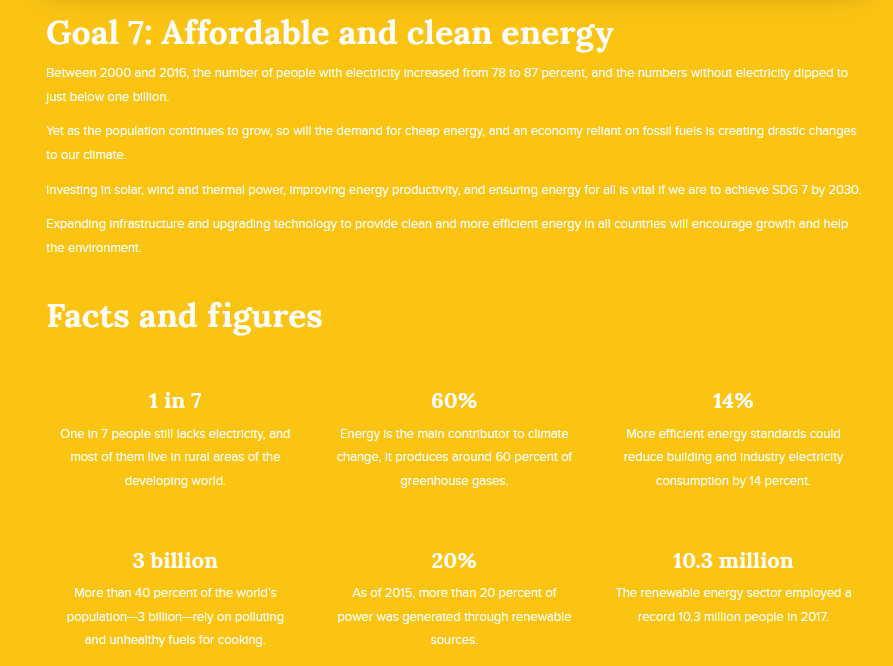 Goal 7: Affordable and clean energy
Between 2000 and 2016, the number of people with electricity increased from 78 to 87 percent, and the numbers without electricity dipped to
just below one billion.
Yet as the population continues to grow, so will the demand for cheap energy, and an economy reliant on fossil fuels is creating drastic changes
to our climate.
Investing in solar, wind and thermal power, improving energy productivity, and ensuring energy for all is vital if we are to achieve SDG 7 by 2030.
Expanding infrastructure and upgrading technology to provide clean and more efficient energy in all countries will encourage growth and help
the environment.
Facts and figures
1 in 7
One in 7 people still lacks electricity, and
most of them live in rural areas of the
developing world.
60%
Energy is the main contributor to climate
change, it produces around 60 percent of
greenhouse gases.
14%
More efficient energy standards could
reduce building and industry electricity
consumption by 14 percent.
3 billion
More than 40 percent of the world's
population—3 billion—rely on polluting
and unhealthy fuels for cooking.
20%
As of 2015, more than 20 percent of
power was generated through renewable
sources.
10.3 million
The renewable energy sector employed a
record 10.3 million people in 2017.